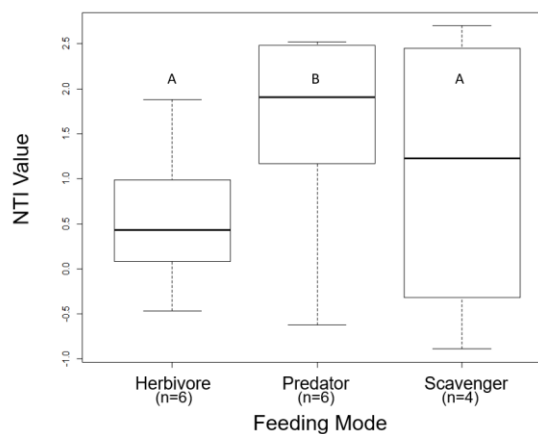 2.5
2.0
1.5
1.0
0.5
0.0
-0.5
-1.0
NTI Value
A
B
A
Herbivore
(n=6)
Predator
(n=6)
Scavenger
(n=4)
Feeding Mode